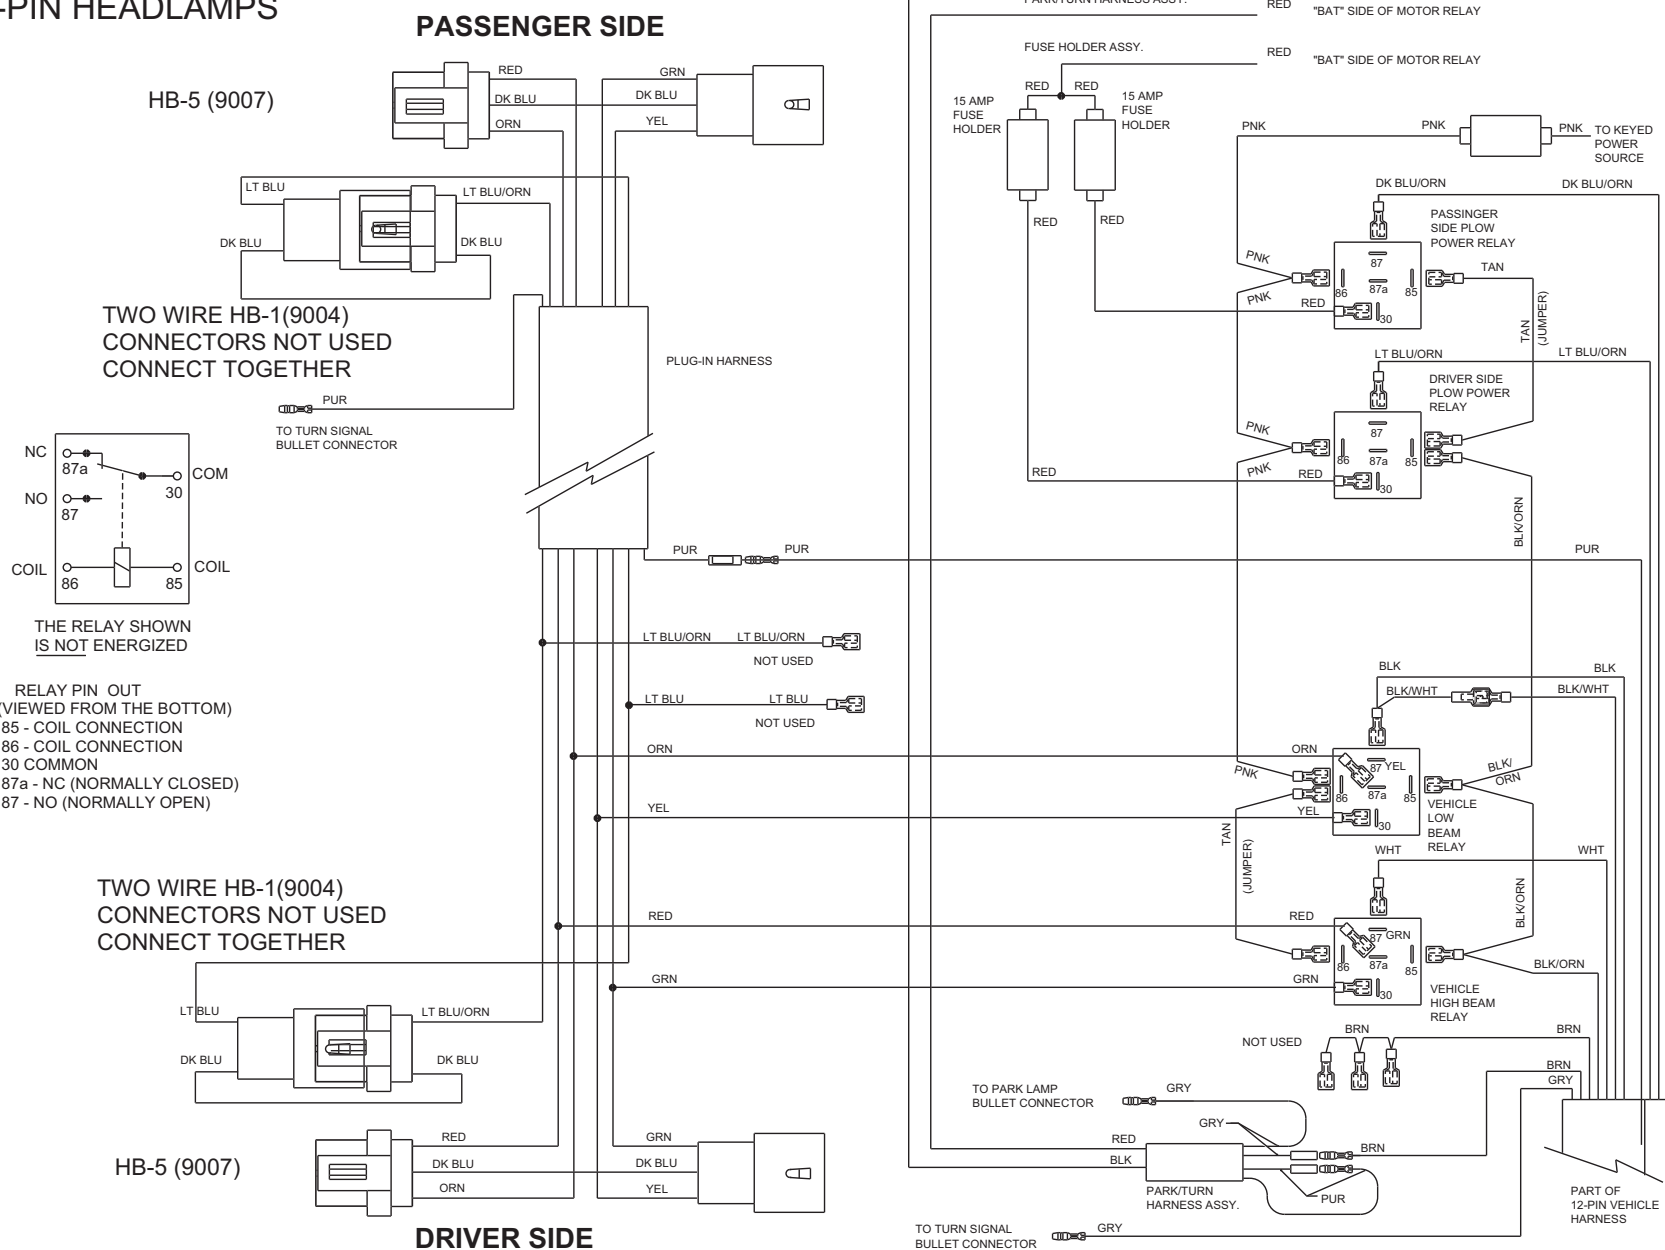 -PIN HEADLAMPS
PASSENGER SIDE
HB-5 (9007)
RED
DK BLU
ORN
GRN
DK BLU
YEL
LT BLU
LT BLU/ORN
DK BLU
DK BLU
TWO WIRE HB-1(9004)
CONNECTORS NOT USED
CONNECT TOGETHER
PUR
TO TURN SIGNAL
BULLET CONNECTOR
PLUG-IN HARNESS
NC
87a
COM
30
NO
87
COIL
86
85
COIL
THE RELAY SHOWN
IS NOT ENERGIZED
RELAY PIN OUT
(VIEWED FROM THE BOTTOM)
85 - COIL CONNECTION
86 - COIL CONNECTION
30 COMMON
87a - NC (NORMALLY CLOSED)
87 - NO (NORMALLY OPEN)
PUR
PUR
PUR
LT BLU/ORN
LT BLU/ORN
NOT USED
LT BLU
LT BLU
NOT USED
ORN
ORN
YEL
YEL
RED
RED
GRN
GRN
TWO WIRE HB-1(9004)
CONNECTORS NOT USED
CONNECT TOGETHER
LT BLU
LT BLU/ORN
DK BLU
DK BLU
HB-5 (9007)
RED
DK BLU
ORN
GRN
DK BLU
YEL
DRIVER SIDE
PARK/TURN HARNESS ASSY.
RED
"BAT" SIDE OF MOTOR RELAY
FUSE HOLDER ASSY.
RED
"BAT" SIDE OF MOTOR RELAY
RED
RED
15 AMP
FUSE
HOLDER
15 AMP
FUSE
HOLDER
RED
RED
PNK
PNK
PNK
TO KEYED
POWER
SOURCE
DK BLU/ORN
DK BLU/ORN
PASSINGER
SIDE PLOW
POWER RELAY
PNK
PNK
RED
87
86
87a
85
30
TAN
TAN
(JUMPER)
LT BLU/ORN
LT BLU/ORN
DRIVER SIDE
PLOW POWER
RELAY
PNK
PNK
RED
RED
87
86
87a
85
30
BLK/ORN
BLK
BLK
BLK/WHT
BLK/WHT
PNK
87 YEL
86
87a
85
30
BLK/
ORN
VEHICLE
LOW
BEAM
RELAY
TAN
(JUMPER)
WHT
WHT
BLK/ORN
87 GRN
86
87a
85
30
BLK/ORN
VEHICLE
HIGH BEAM
RELAY
NOT USED
BRN
BRN
BRN
GRY
TO PARK LAMP
BULLET CONNECTOR
GRY
GRY
RED
BLK
BRN
PUR
PARK/TURN
HARNESS ASSY.
TO TURN SIGNAL
BULLET CONNECTOR
GRY
PART OF
12-PIN VEHICLE
HARNESS